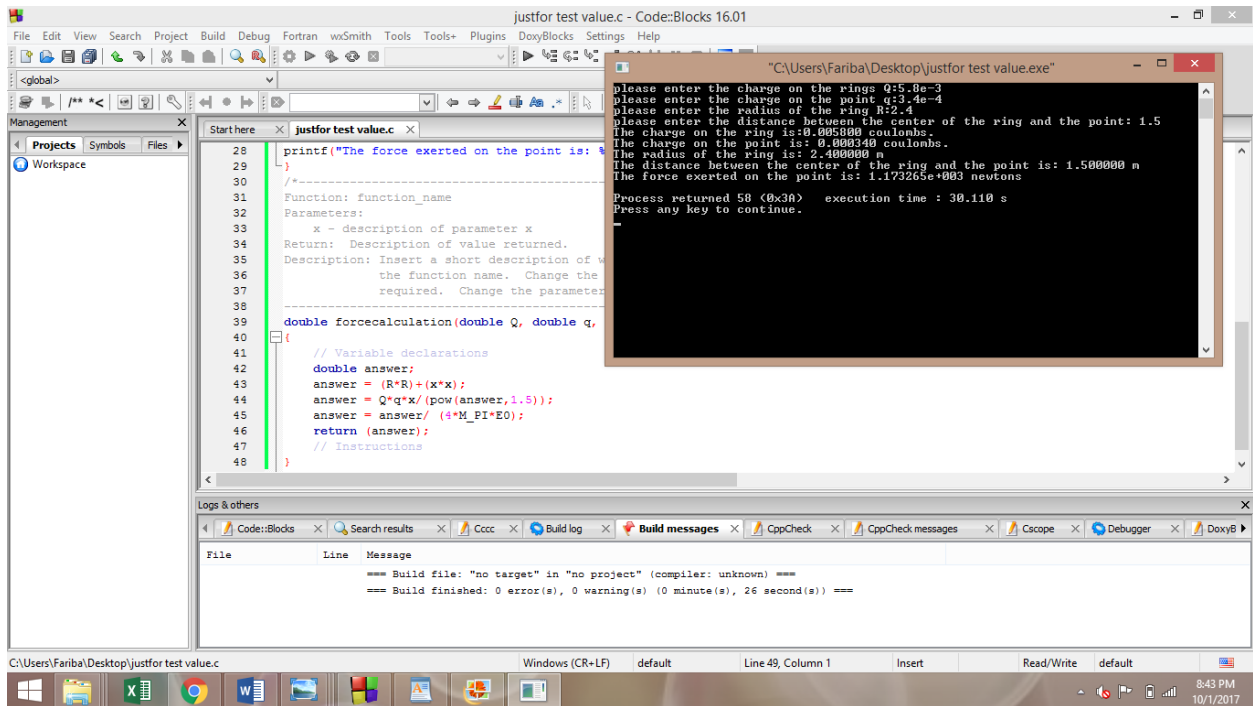 justfor test value.c - Code::Blocks 16.01
File Edit View Search Project Build Debug Fortran wxSmith Tools Tools+ Plugins DoxyBlocks Settings Help
<global>
/** *<
Management
Projects Symbols Files
Workspace
Start here justfor test value.c
28 printf("The force exerted on the point is: %
29 }
30 /*----------------------------------------
31 Function: function_name
32 Parameters:
33 x - description of parameter x
34 Return: Description of value returned.
35 Description: Insert a short description of w
36 the function name. Change the
37 required. Change the parameter
38 ----------------------------------------
39 double forcecalculation(double Q, double q,
40 {
41 // Variable declarations
42 double answer;
43 answer = (R*R)+(x*x);
44 answer = Q*q*x/(pow(answer,1.5));
45 answer = answer/ (4*M_PI*E0);
46 return (answer);
47 // Instructions
48 }
"C:\Users\Fariba\Desktop\justfor test value.exe"
please enter the charge on the rings Q:5.8e-3
please enter the charge on the point q:3.4e-4
please enter the radius of the ring R:2.4
please enter the distance between the center of the ring and the point: 1.5
The charge on the ring is:0.005800 coulombs.
The charge on the point is: 0.000340 coulombs.
The radius of the ring is: 2.400000 m
The distance between the center of the ring and the point is: 1.500000 m
The force exerted on the point is: 1.173265e+003 newtons
Process returned 58 (0x3A) execution time : 30.110 s
Press any key to continue.
Logs & others
Code::Blocks Search results Cccc Build log Build messages CppCheck CppCheck messages Cscope Debugger DoxyB
File Line Message
=== Build file: "no target" in "no project" (compiler: unknown) ===
=== Build finished: 0 error(s), 0 warning(s) (0 minute(s), 26 second(s)) ===
C:\Users\Fariba\Desktop\justfor test value.c Windows (CR+LF) default Line 49, Column 1 Insert Read/Write default
8:43 PM
10/1/2017